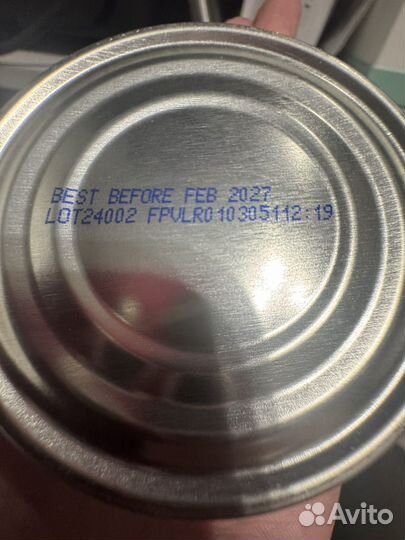 BEST BEFORE FEB 2027
LOT24002 FPVLR010305112:19
Avito